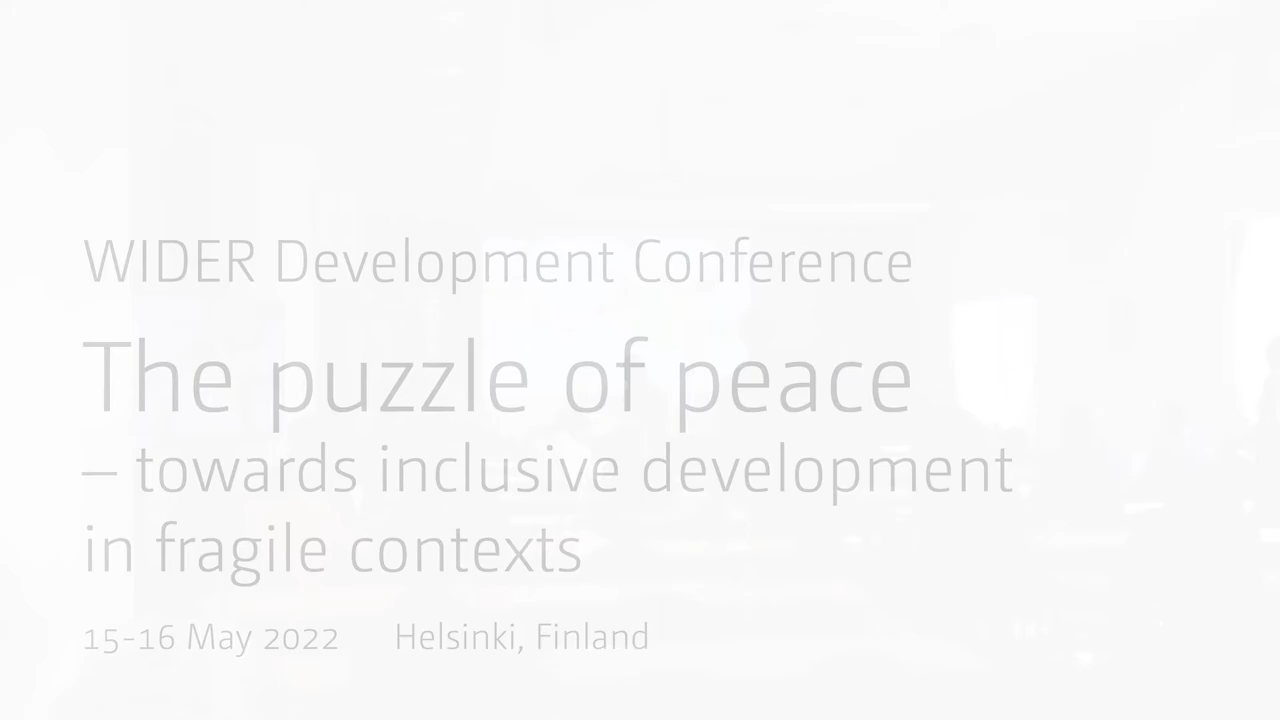 WIDER Development Conference
The puzzle of peace
– towards inclusive development
in fragile contexts
15-16 May 2022 Helsinki, Finland